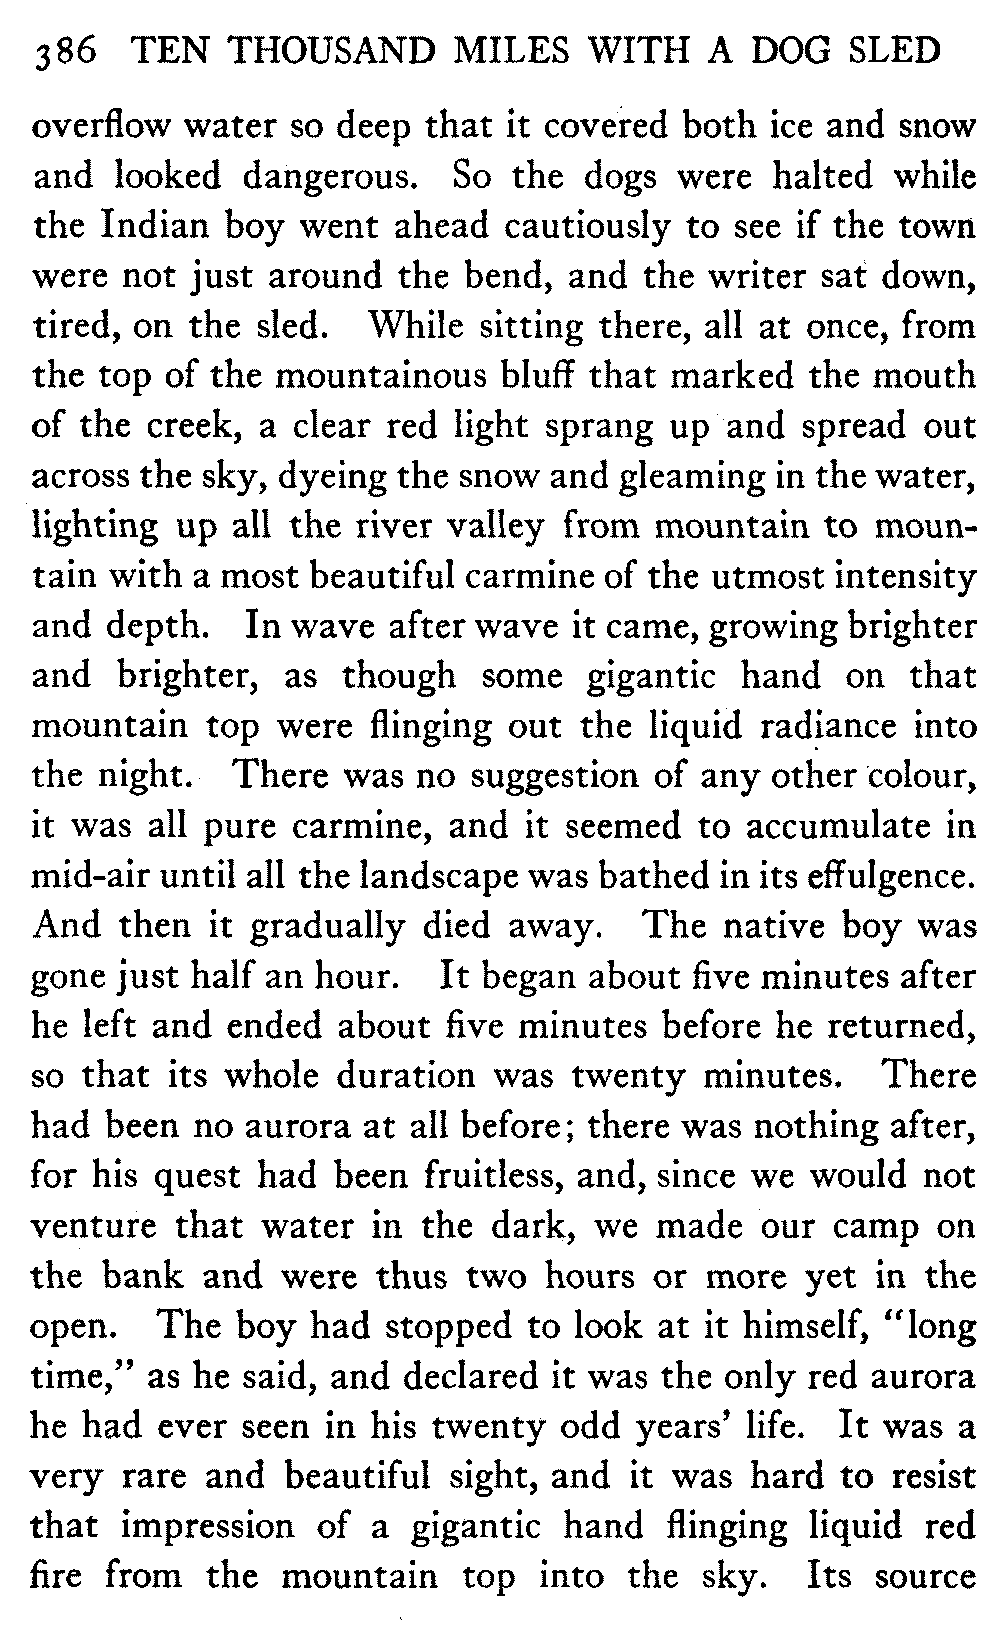 386 TEN THOUSAND MILES WITH A DOG SLED
overflow water so deep that it covered both ice and snow
and looked dangerous. So the dogs were halted while
the Indian boy went ahead cautiously to see if the town
were not just around the bend, and the writer sat down,
tired, on the sled. While sitting there, all at once, from
the top of the mountainous bluff that marked the mouth
of the creek, a clear red light sprang up and spread out
across the sky, dyeing the snow and gleaming in the water,
lighting up all the river valley from mountain to moun-
tain with a most beautiful carmine of the utmost intensity
and depth. In wave after wave it came, growing brighter
and brighter, as though some gigantic hand on that
mountain top were flinging out the liquid radiance into
the night. There was no suggestion of any other colour,
it was all pure carmine, and it seemed to accumulate in
mid-air until all the landscape was bathed in its effulgence.
And then it gradually died away. The native boy was
gone just half an hour. It began about five minutes after
he left and ended about five minutes before he returned,
so that its whole duration was twenty minutes. There
had been no aurora at all before; there was nothing after,
for his quest had been fruitless, and, since we would not
venture that water in the dark, we made our camp on
the bank and were thus two hours or more yet in the
open. The boy had stopped to look at it himself, "long
time," as he said, and declared it was the only red aurora
he had ever seen in his twenty odd years' life. It was a
very rare and beautiful sight, and it was hard to resist
that impression of a gigantic hand flinging liquid red
fire from the mountain top into the sky. Its source